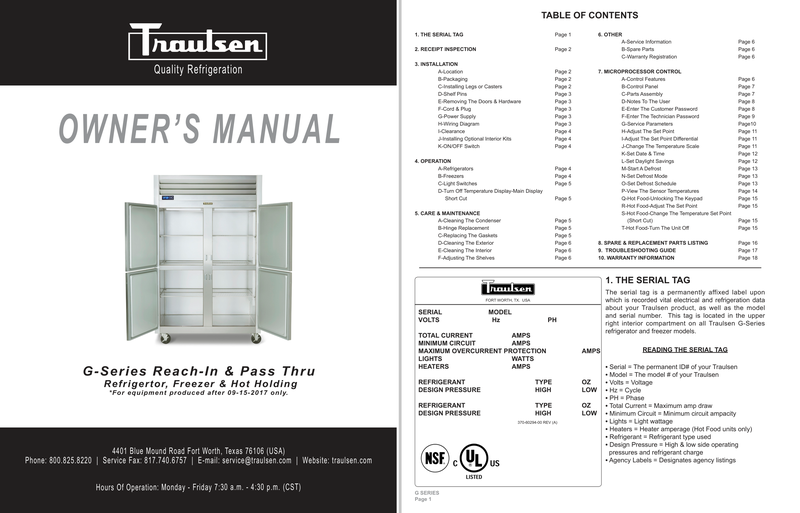 Traulsen
Quality Refrigeration
OWNER'S MANUAL
G-Series Reach-In & Pass Thru
Refrigertor, Freezer & Hot Holding
*For equipment produced after 09-15-2017 only.
4401 Blue Mound Road Fort Worth, Texas 76106 (USA)
Phone: 800.825.8220 | Service Fax: 817.740.6757 | E-mail: service@traulsen.com | Website: traulsen.com
Hours Of Operation: Monday - Friday 7:30 a.m. - 4:30 p.m. (CST)
TABLE OF CONTENTS
1. THE SERIAL TAG Page 1
2. RECEIPT INSPECTION Page 2
3. INSTALLATION
A-Location Page 2
B-Packaging Page 2
C-Installing Legs or Casters Page 2
D-Shelf Pins Page 3
E-Removing The Doors & Hardware Page 3
F-Cord & Plug Page 3
G-Power Supply Page 3
H-Wiring Diagram Page 3
I-Clearance Page 4
J-Installing Optional Interior Kits Page 4
K-ON/OFF Switch Page 4
4. OPERATION
A-Refrigerators Page 4
B-Freezers Page 4
C-Light Switches Page 5
D-Turn Off Temperature Display-Main Display
Short Cut Page 5
5. CARE & MAINTENANCE
A-Cleaning The Condenser Page 5
B-Hinge Replacement Page 5
C-Replacing The Gaskets Page 5
D-Cleaning The Exterior Page 6
E-Cleaning The Interior Page 6
F-Adjusting The Shelves Page 6
6. OTHER
A-Service Information Page 6
B-Spare Parts Page 6
C-Warranty Registration Page 6
7. MICROPROCESSOR CONTROL
A-Control Features Page 6
B-Control Panel Page 7
C-Parts Assembly Page 7
D-Notes To The User Page 8
E-Enter The Customer Password Page 8
F-Enter The Technician Password Page 9
G-Service Parameters Page10
H-Adjust The Set Point Page 11
I-Adjust The Set Point Differential Page 11
J-Change The Temperature Scale Page 11
K-Set Date & Time Page 12
L-Set Daylight Savings Page 12
M-Start A Defrost Page 13
N-Set Defrost Mode Page 13
O-Set Defrost Schedule Page 13
P-View The Sensor Temperatures Page 14
Q-Hot Food-Unlocking The Keypad Page 15
R-Hot Food-Adjust The Set Point Page 15
S-Hot Food-Change The Temperature Set Point
(Short Cut) Page 15
T-Hot Food-Turn The Unit Off Page 15
8. SPARE & REPLACEMENT PARTS LISTING Page 16
9. TROUBLESHOOTING GUIDE Page 17
10. WARRANTY INFORMATION Page 18
Traulsen
FORT WORTH, TX. USA
SERIAL MODEL
VOLTS Hz PH
TOTAL CURRENT AMPS
MINIMUM CIRCUIT AMPS
MAXIMUM OVERCURRENT PROTECTION AMPS
LIGHTS WATTS
HEATERS AMPS
REFRIGERANT TYPE OZ
DESIGN PRESSURE HIGH LOW
REFRIGERANT TYPE OZ
DESIGN PRESSURE HIGH LOW
370-60294-00 REV (A)
NSF C UL US
LISTED
1. THE SERIAL TAG
The serial tag is a permanently affixed label upon
which is recorded vital electrical and refrigeration data
about your Traulsen product, as well as the model
and serial number. This tag is located in the upper
right interior compartment on all Traulsen G-Series
refrigerator and freezer models.
READING THE SERIAL TAG
• Serial = The permanent ID# of your Traulsen
• Model = The model # of your Traulsen
• Volts = Voltage
• Hz = Cycle
• PH = Phase
• Total Current = Maximum amp draw
• Minimum Circuit = Minimum circuit ampacity
• Lights = Light wattage
• Heaters = Heater amperage (Hot Food units only)
• Refrigerant = Refrigerant type used
• Design Pressure = High & low side operating
pressures and refrigerant charge
• Agency Labels = Designates agency listings
G SERIES
Page 1